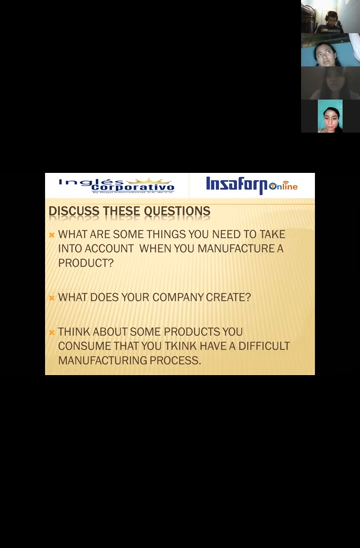 Inglés
Corporativo
Insaforp Online
DISCUSS THESE QUESTIONS
WHAT ARE SOME THINGS YOU NEED TO TAKE
INTO ACCOUNT WHEN YOU MANUFACTURE A
PRODUCT?
WHAT DOES YOUR COMPANY CREATE?
THINK ABOUT SOME PRODUCTS YOU
CONSUME THAT YOU TKINK HAVE A DIFFICULT
MANUFACTURING PROCESS.